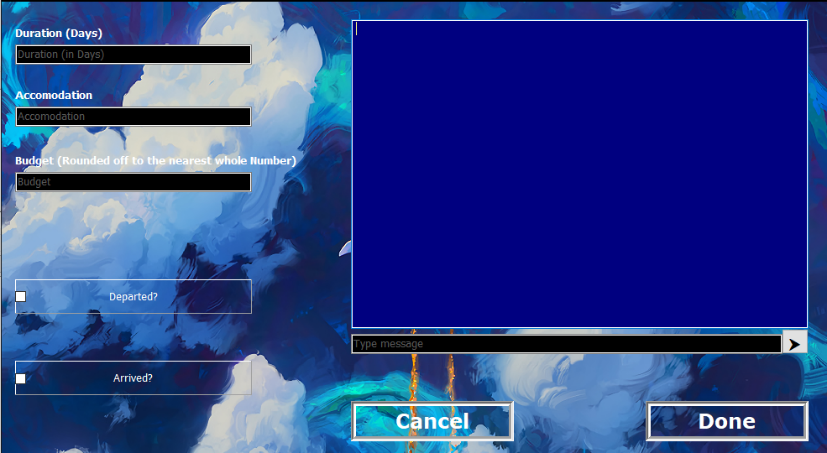 Duration (Days)
Duration (in Days)
Accomodation
Accomodation
Budget (Rounded off to the nearest whole Number)
Budget
Departed?
Arrived?
Type message
Cancel
Done